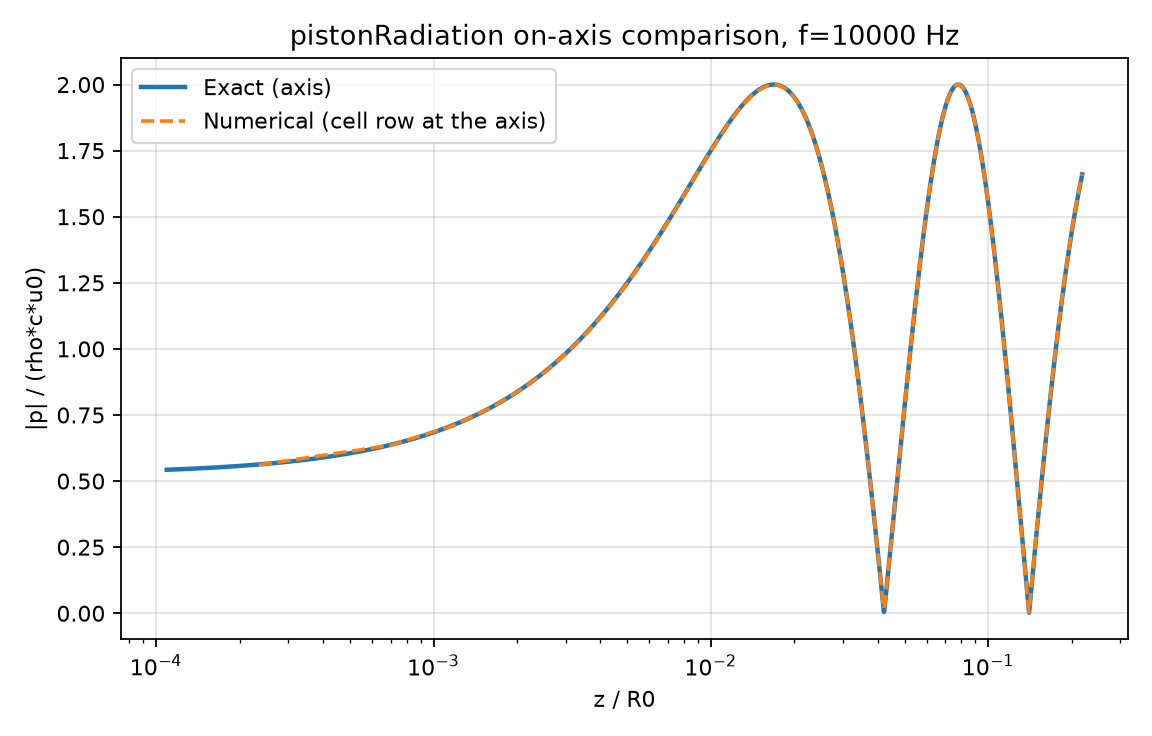 pistonRadiation on-axis comparison, f=10000 Hz
Exact (axis)
Numerical (cell row at the axis)
|p| / (rho*c*u0)
2.00
1.75
1.50
1.25
1.00
0.75
0.50
0.25
0.00
10⁻⁴ 10⁻³ 10⁻² 10⁻¹
z / R0